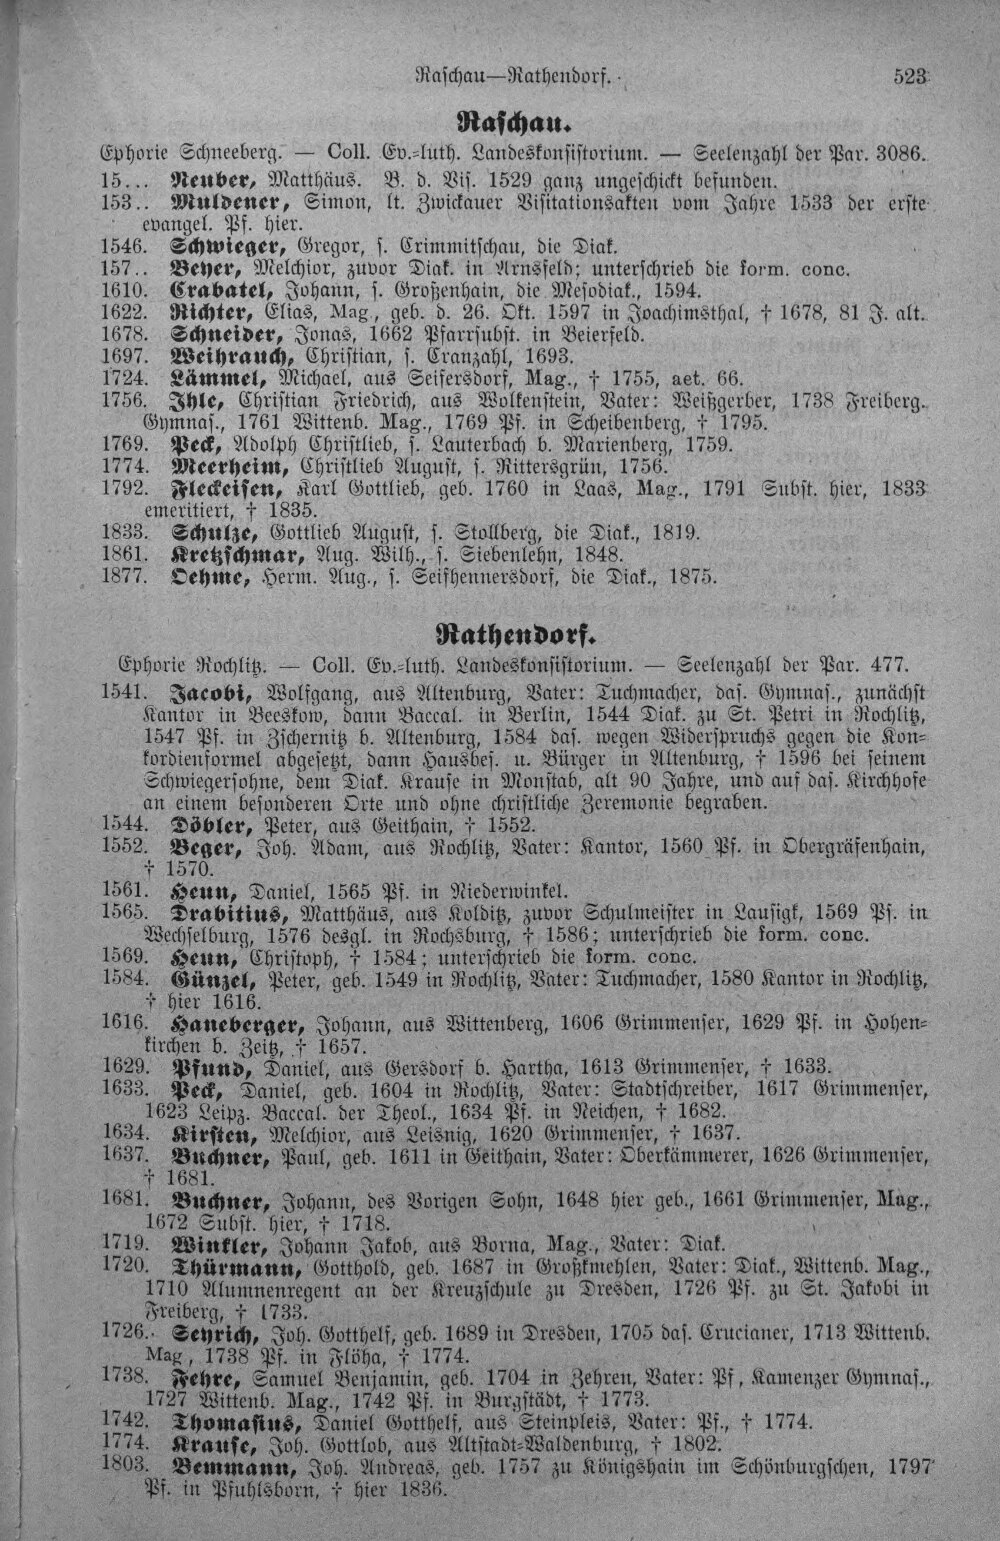 Raschau—Rathendorf.
523
Raschau.
Ephorie Schneeberg. — Coll. Ev.=luth. Landeskonsistorium. — Seelenzahl der Par. 3086.
15... Neuber, Matthäus. B. d. Vis. 1529 ganz ungeschickt befunden.
153.. Muldener, Simon, lt. Zwickauer Visitationsakten vom Jahre 1533 der erste
evangel. Pf. hier.
1546. Schwieger, Gregor, s. Crimmitschau, die Diak.
157.. Beyer, Melchior, zuvor Diak. in Arnsfeld; unterschrieb die form. conc.
1610. Crabatel, Johann, s. Großenhain, die Mesodiak., 1594.
1622. Richter, Elias, Mag., geb. d. 26. Okt. 1597 in Joachimsthal, † 1678, 81 J. alt.
1678. Schneider, Jonas, 1662 Pfarrsubst. in Beierfeld.
1697. Weihrauch, Christian, s. Cranzahl, 1693.
1724. Lämmel, Michael, aus Seifersdorf, Mag., † 1755, aet. 66.
1756. Ihle, Christian Friedrich, aus Wolkenstein, Vater: Weißgerber, 1738 Freiberg.
Gymnas., 1761 Wittenb. Mag., 1769 Pf. in Scheibenberg, † 1795.
1769. Peck, Adolph Christlieb, s. Lauterbach b. Marienberg, 1759.
1774. Meerheim, Christlieb August, s. Rittersgrün, 1756.
1792. Fleckeisen, Karl Gottlieb, geb. 1760 in Laas, Mag., 1791 Subst. hier, 1833
emeritiert, † 1835.
1833. Schulze, Gottlieb August, s. Stollberg, die Diak., 1819.
1861. Kretzschmar, Aug. Wilh., s. Siebenlehn, 1848.
1877. Oehme, Herm. Aug., s. Seifhennersdorf, die Diak., 1875.
Rathendorf.
Ephorie Rochlitz. — Coll. Ev.=luth. Landeskonsistorium. — Seelenzahl der Par. 477.
1541. Jacobi, Wolfgang, aus Altenburg, Vater: Tuchmacher, das. Gymnas., zunächst
Kantor in Beeskow, dann Baccal. in Berlin, 1544 Diak. zu St. Petri in Rochlitz,
1547 Pf. in Zschernitz b. Altenburg, 1584 das. wegen Widerspruchs gegen die Kon=
kordienformel abgesetzt, dann Hausbes. u. Bürger in Altenburg, † 1596 bei seinem
Schwiegersohne, dem Diak. Krause in Monstab, alt 90 Jahre, und auf das. Kirchhofe
an einem besonderen Orte und ohne christliche Zeremonie begraben.
1544. Döbler, Peter, aus Geithain, † 1552.
1552. Beger, Joh. Adam, aus Rochlitz, Vater: Kantor, 1560 Pf. in Obergräfenhain,
† 1570.
1561. Henn, Daniel, 1565 Pf. in Niederwinkel.
1565. Drabitius, Matthäus, aus Kolditz, zuvor Schulmeister in Lausigk, 1569 Pf. in
Wechselburg, 1576 desgl. in Rochsburg, † 1586; unterschrieb die form. conc.
1569. Henn, Christoph, † 1584; unterschrieb die form. conc.
1584. Günzel, Peter, geb. 1549 in Rochlitz, Vater: Tuchmacher, 1580 Kantor in Rochlitz,
† hier 1616.
1616. Haneberger, Johann, aus Wittenberg, 1606 Grimmenser, 1629 Pf. in Hohen=
kirchen b. Zeitz, † 1657.
1629. Pfund, Daniel, aus Gersdorf b. Hartha, 1613 Grimmenser, † 1633.
1633. Peck, Daniel, geb. 1604 in Rochlitz, Vater: Stadtschreiber, 1617 Grimmenser,
1623 Leipz. Baccal. der Theol., 1634 Pf. in Neichen, † 1682.
1634. Kirsten, Melchior, aus Leisnig, 1620 Grimmenser, † 1637.
1637. Buchner, Paul, geb. 1611 in Geithain, Vater: Oberkämmerer, 1626 Grimmenser,
† 1681.
1681. Buchner, Johann, des Vorigen Sohn, 1648 hier geb., 1661 Grimmenser, Mag.,
1672 Subst. hier, † 1718.
1719. Winkler, Johann Jakob, aus Borna, Mag., Vater: Diak.
1720. Thürmann, Gotthold, geb. 1687 in Großkmehlen, Vater: Diak., Wittenb. Mag.,
1710 Alumnenregent an der Kreuzschule zu Dresden, 1726 Pf. zu St. Jakobi in
Freiberg, † 1733.
1726. Seyrich, Joh. Gotthelf, geb. 1689 in Dresden, 1705 das. Crucianer, 1713 Wittenb.
Mag, 1738 Pf. in Flöha, † 1774.
1738. Fehre, Samuel Benjamin, geb. 1704 in Zehren, Vater: Pf, Kamenzer Gymnas.,
1727 Wittenb. Mag., 1742 Pf. in Burgstädt, † 1773.
1742. Thomasius, Daniel Gotthelf, aus Steinpleis, Vater: Pf., † 1774.
1774. Krause, Joh. Gottlob, aus Altstadt=Waldenburg, † 1802.
1803. Bemmann, Joh. Andreas, geb. 1757 zu Königshain im Schönburgschen, 1797
Pf. in Pfuhlsborn, † hier 1836.